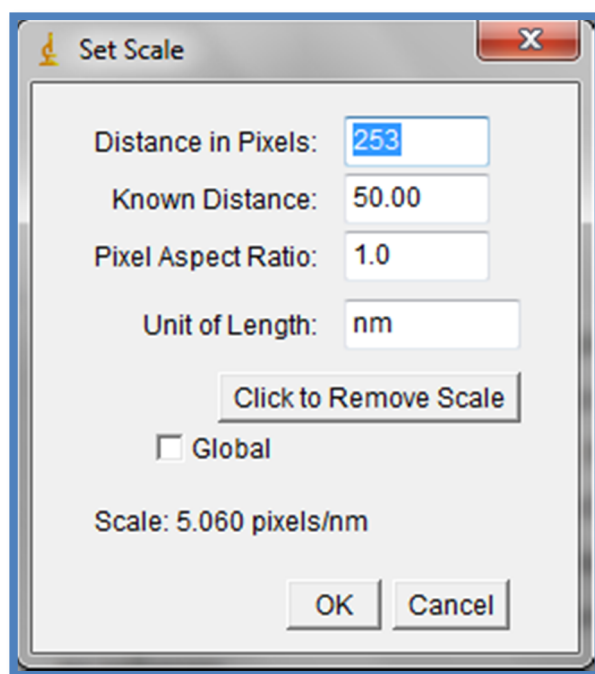 Set Scale
Distance in Pixels: 253
Known Distance: 50.00
Pixel Aspect Ratio: 1.0
Unit of Length: nm
Click to Remove Scale
Global
Scale: 5.060 pixels/nm
OK Cancel